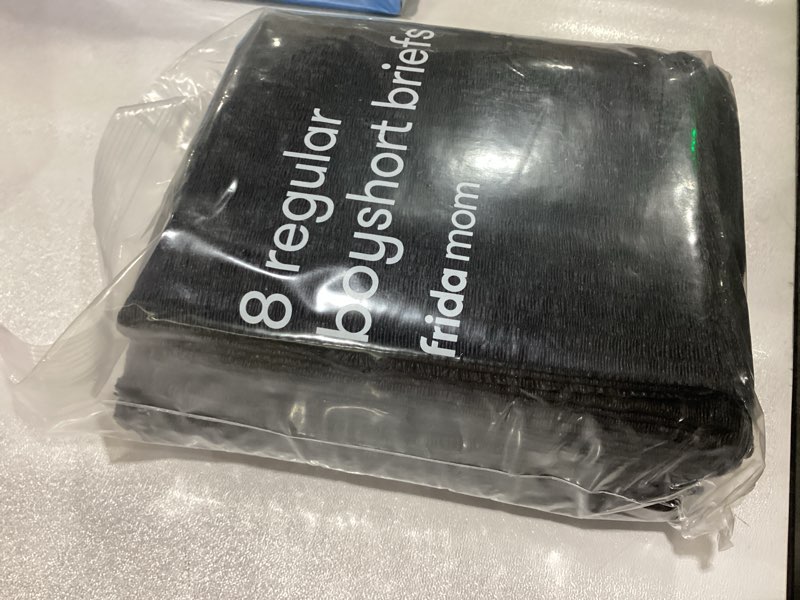 8 regular
boyshort briefs
frida mom